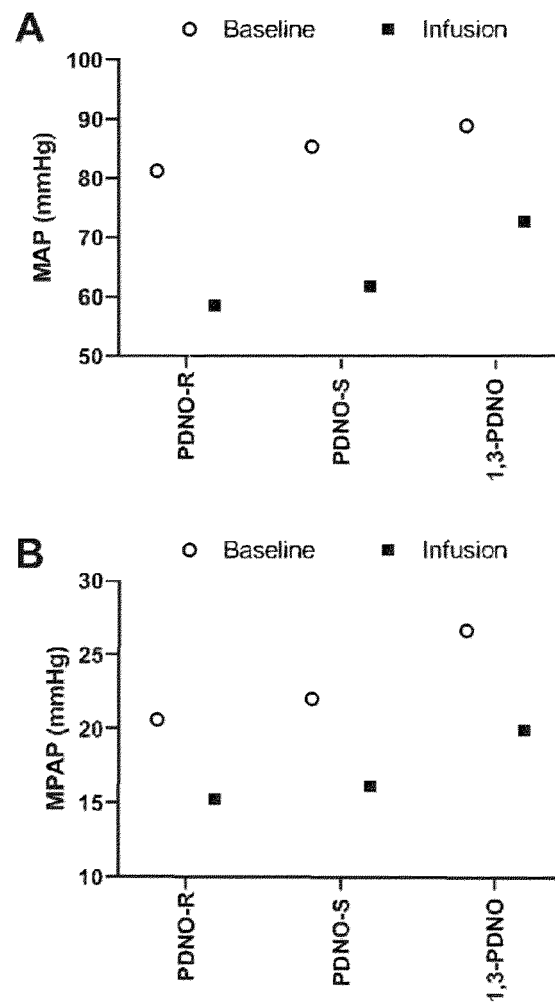 A
Baseline
Infusion
MAP (mmHg)
100
90
80
70
60
50
PDNO-R
PDNO-S
1,3-PDNO
B
Baseline
Infusion
MPAP (mmHg)
30
25
20
15
10
PDNO-R
PDNO-S
1,3-PDNO